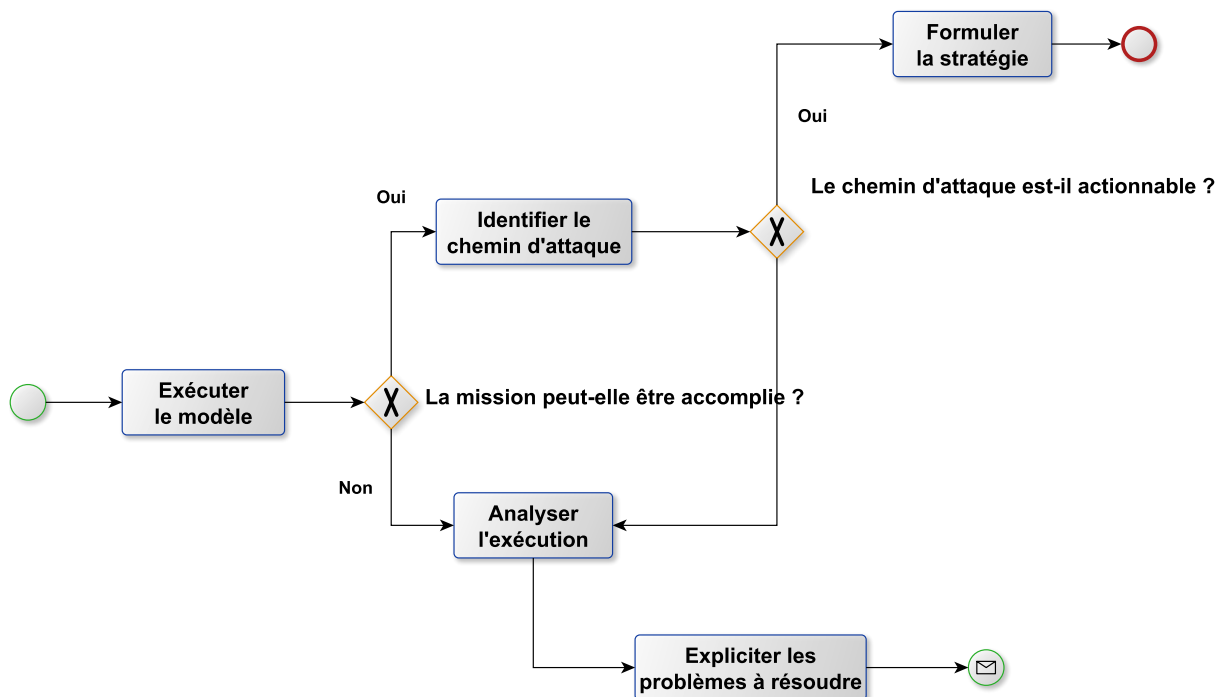 Formuler
la stratégie
Oui
Le chemin d'attaque est-il actionnable ?
Oui
Identifier le
chemin d'attaque
Exécuter
le modèle
La mission peut-elle être accomplie ?
Non
Analyser
l'exécution
Expliciter les
problèmes à résoudre